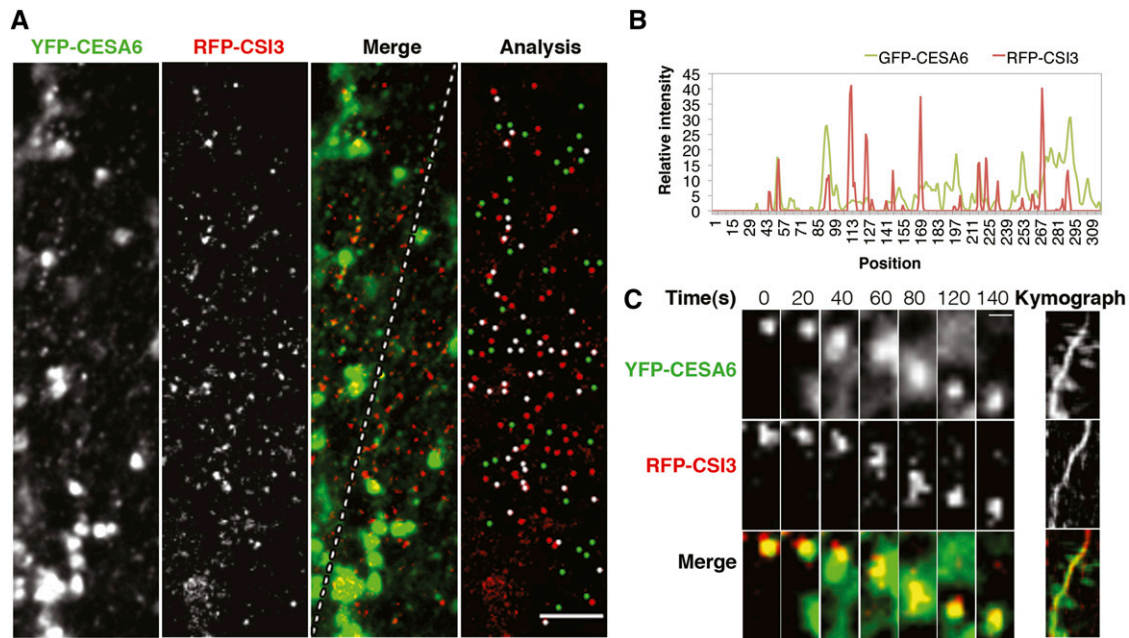 A
YFP-CESA6 RFP-CSI3 Merge Analysis
B
GFP-CESA6 RFP-CSI3
Relative intensity
45
40
35
30
25
20
15
10
5
0
1 15 29 43 57 71 85 99 113 127 141 155 169 183 197 211 225 239 253 267 281 295 309
Position
C
Time(s) 0 20 40 60 80 120 140 Kymograph
YFP-CESA6
RFP-CSI3
Merge